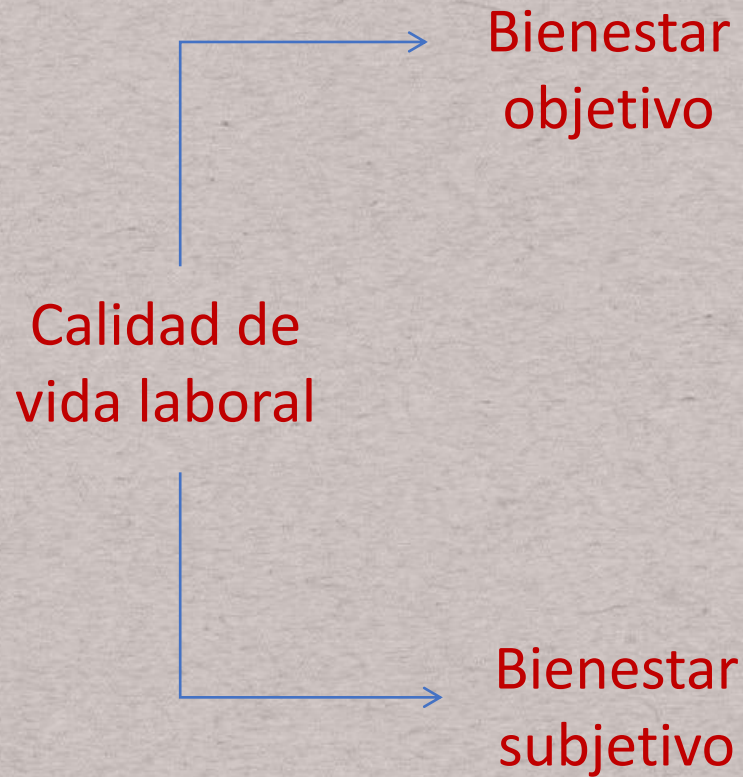 Bienestar
objetivo
Calidad de
vida laboral
Bienestar
subjetivo